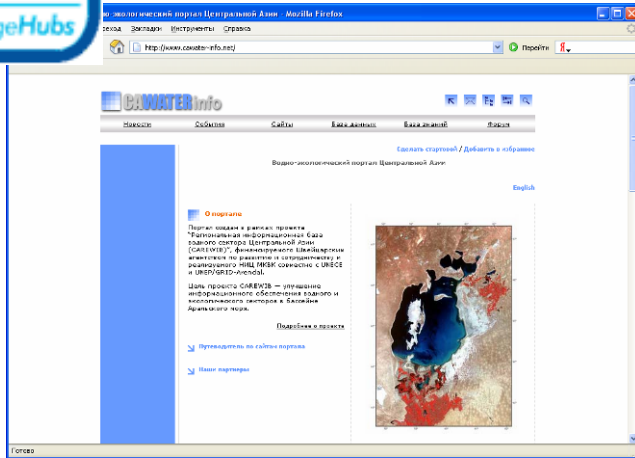 geHubs
но-экологический портал Центральной Азии - Mozilla Firefox
реход Закладки Инструменты Справка
http://www.cawater-info.net/
Перейти
CAWATERinfo
Новости События Сайты База данных База знаний Форум
Сделать стартовой / Добавить в избранное
Водно-экологический портал Центральной Азии
English
О портале
Портал создан в рамках проекта
"Региональная информационная база
водного сектора Центральной Азии
(CAREWIB)", финансируемого Швейцарским
агентством по развитию и сотрудничеству и
реализуемого НИЦ МКВК совместно с UNECE
и UNEP/GRID-Arendal.
Цель проекта CAREWIB — улучшение
информационного обеспечения водного и
экологического секторов в бассейне
Аральского моря.
Подробнее о проекте
Путеводитель по сайтам портала
Наши партнеры
Готово